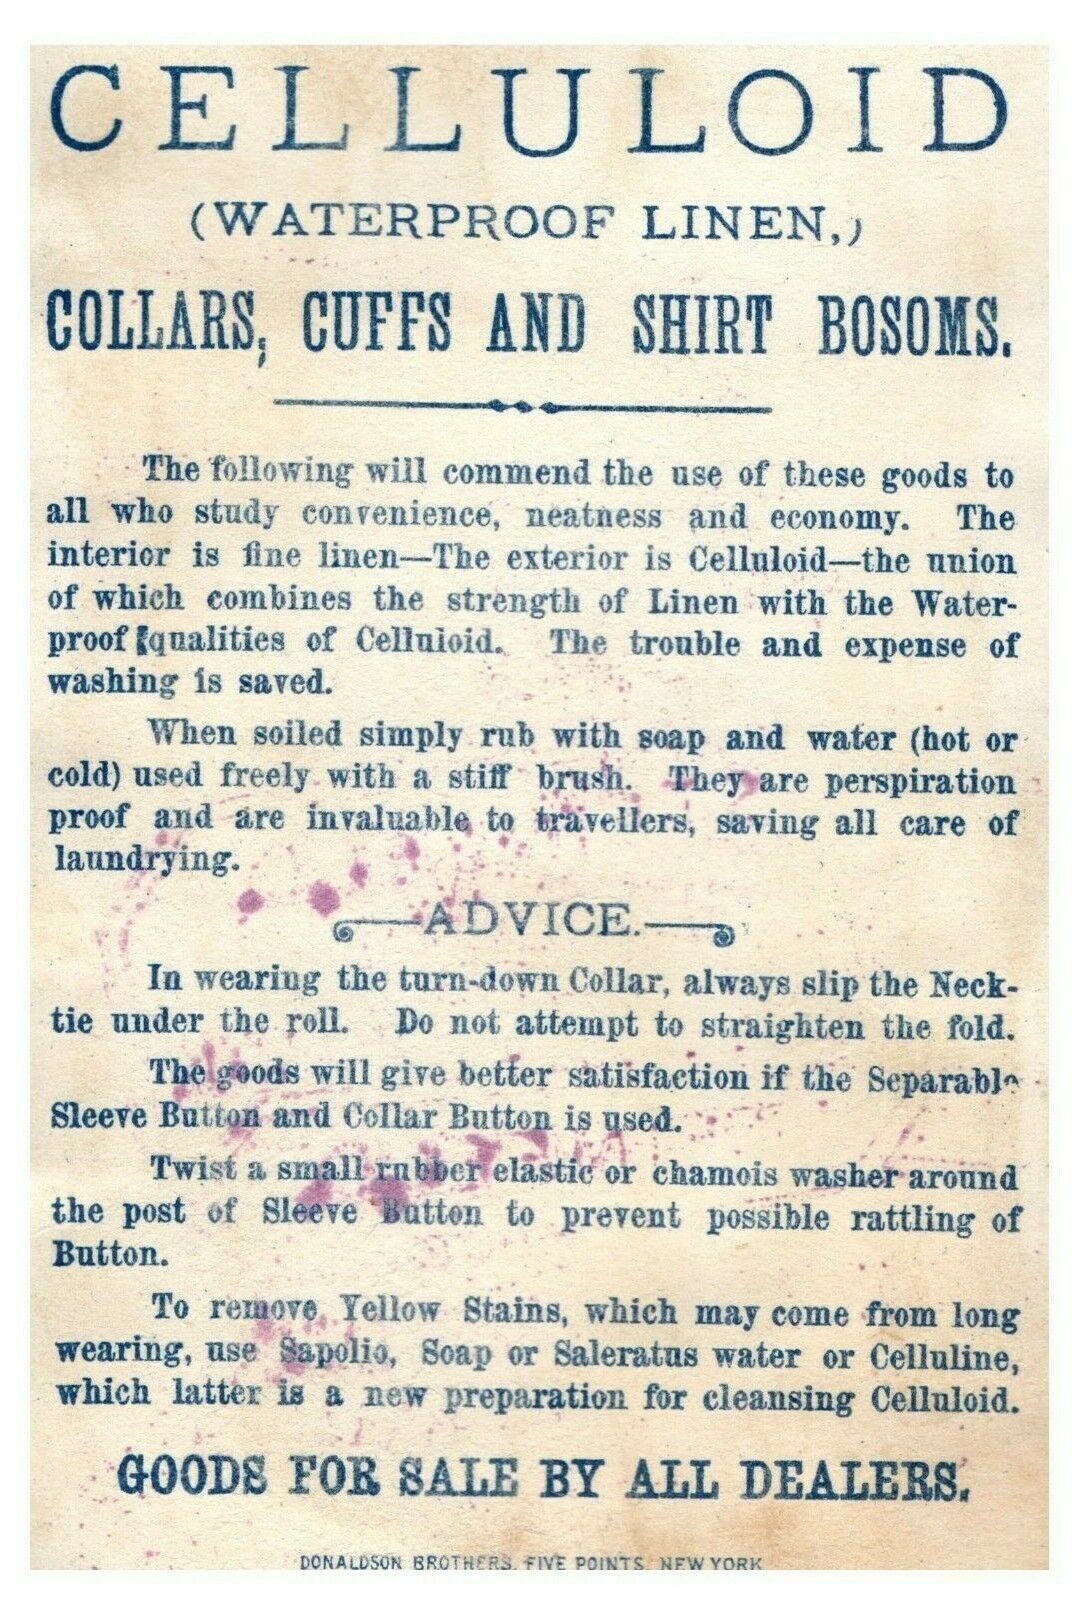 CELLULOID
(WATERPROOF LINEN,)
COLLARS, CUFFS AND SHIRT BOSOMS.
The following will commend the use of these goods to
all who study convenience, neatness and economy. The
interior is fine linen—The exterior is Celluloid—the union
of which combines the strength of Linen with the Water-
proof qualities of Celluloid. The trouble and expense of
washing is saved.
When soiled simply rub with soap and water (hot or
cold) used freely with a stiff brush. They are perspiration
proof and are invaluable to travellers, saving all care of
laundrying.
ADVICE.
In wearing the turn-down Collar, always slip the Neck-
tie under the roll. Do not attempt to straighten the fold.
The goods will give better satisfaction if the Separable
Sleeve Button and Collar Button is used.
Twist a small rubber elastic or chamois washer around
the post of Sleeve Button to prevent possible rattling of
Button.
To remove Yellow Stains, which may come from long
wearing, use Sapolio, Soap or Saleratus water or Celluline,
which latter is a new preparation for cleansing Celluloid.
GOODS FOR SALE BY ALL DEALERS.
DONALDSON BROTHERS, FIVE POINTS, NEW YORK